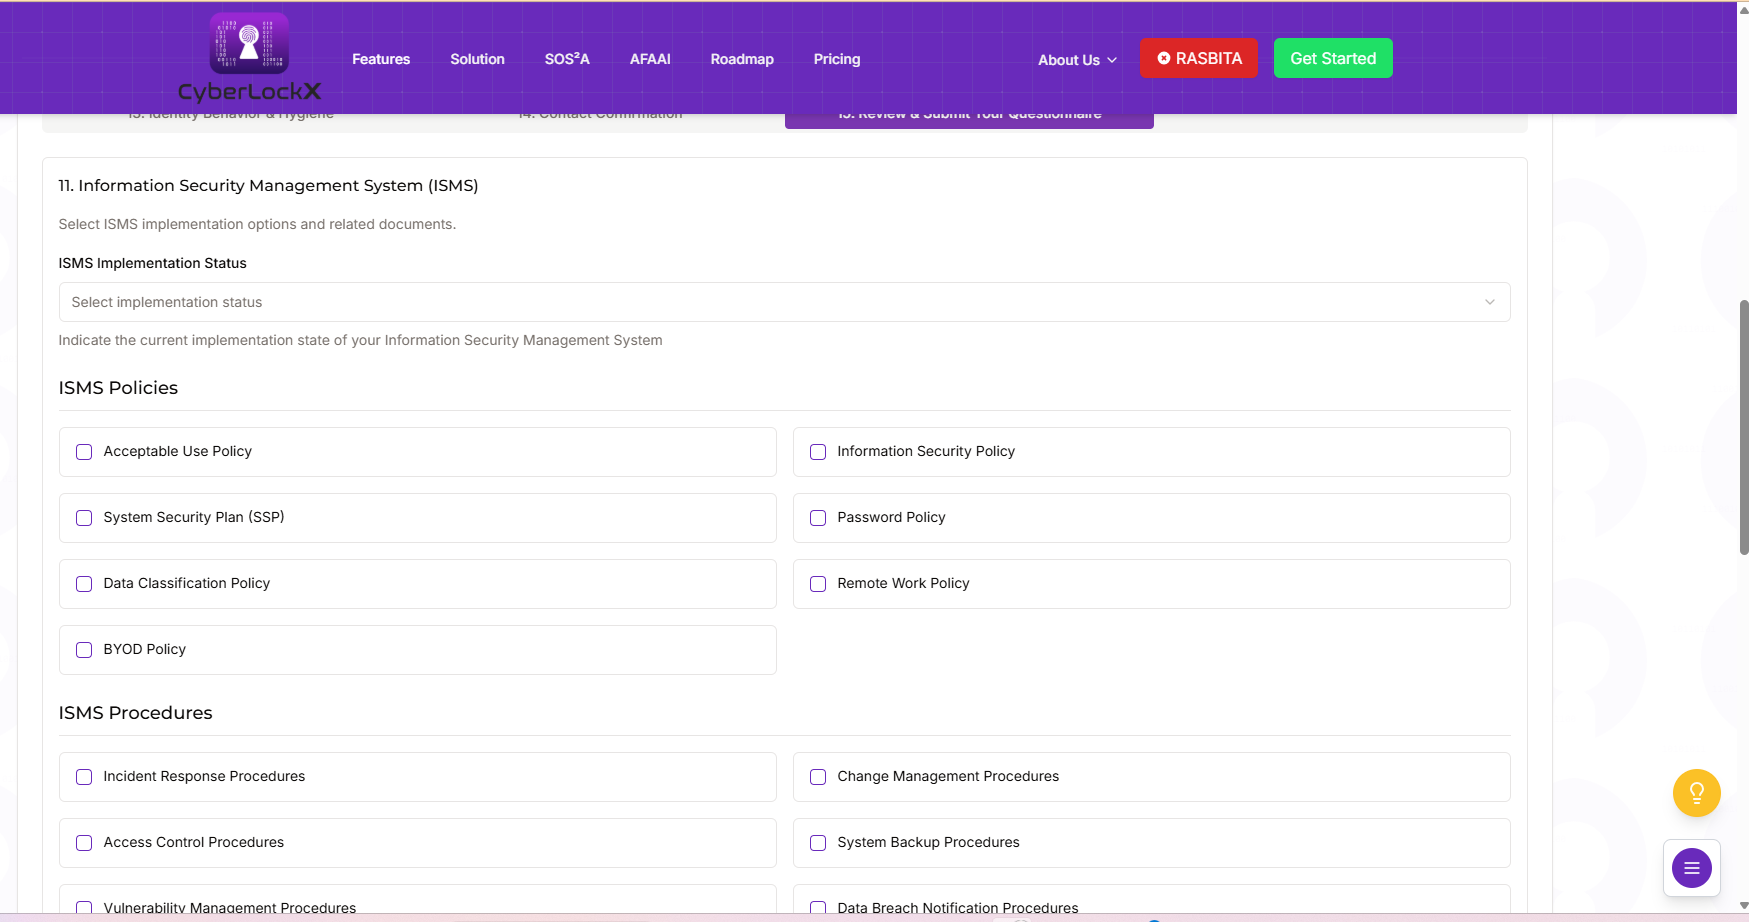 CyberLockX
Features
Solution
SOS²A
AFAAI
Roadmap
Pricing
About Us
RASBITA
Get Started
13. Identity Behavior & Hygiene
14. Contact Confirmation
15. Review & Submit Your Questionnaire
11. Information Security Management System (ISMS)
Select ISMS implementation options and related documents.
ISMS Implementation Status
Select implementation status
Indicate the current implementation state of your Information Security Management System
ISMS Policies
Acceptable Use Policy
Information Security Policy
System Security Plan (SSP)
Password Policy
Data Classification Policy
Remote Work Policy
BYOD Policy
ISMS Procedures
Incident Response Procedures
Change Management Procedures
Access Control Procedures
System Backup Procedures
Vulnerability Management Procedures
Data Breach Notification Procedures